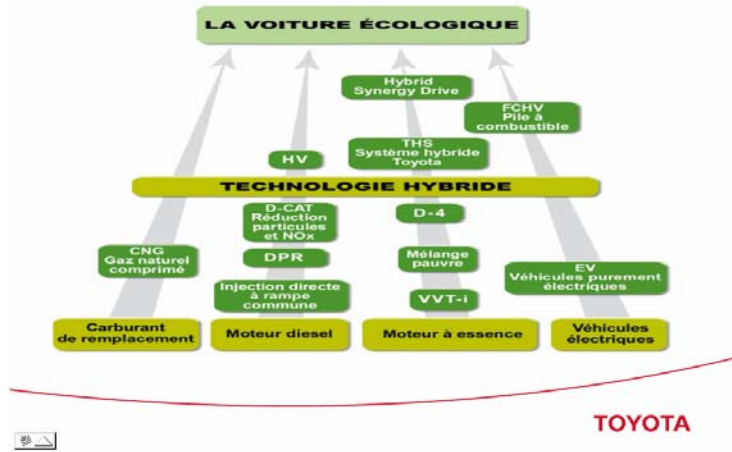 LA VOITURE ÉCOLOGIQUE
Hybrid
Synergy Drive
FCHV
Pile à
combustible
THS
Système hybride
Toyota
HV
TECHNOLOGIE HYBRIDE
D-CAT
Réduction
particules
et NOx
D-4
CNG
Gaz naturel
comprimé
DPR
Mélange
pauvre
EV
Véhicules purement
électriques
Injection directe
à rampe
commune
VVT-i
Carburant
de remplacement
Moteur diesel
Moteur à essence
Véhicules
électriques
TOYOTA